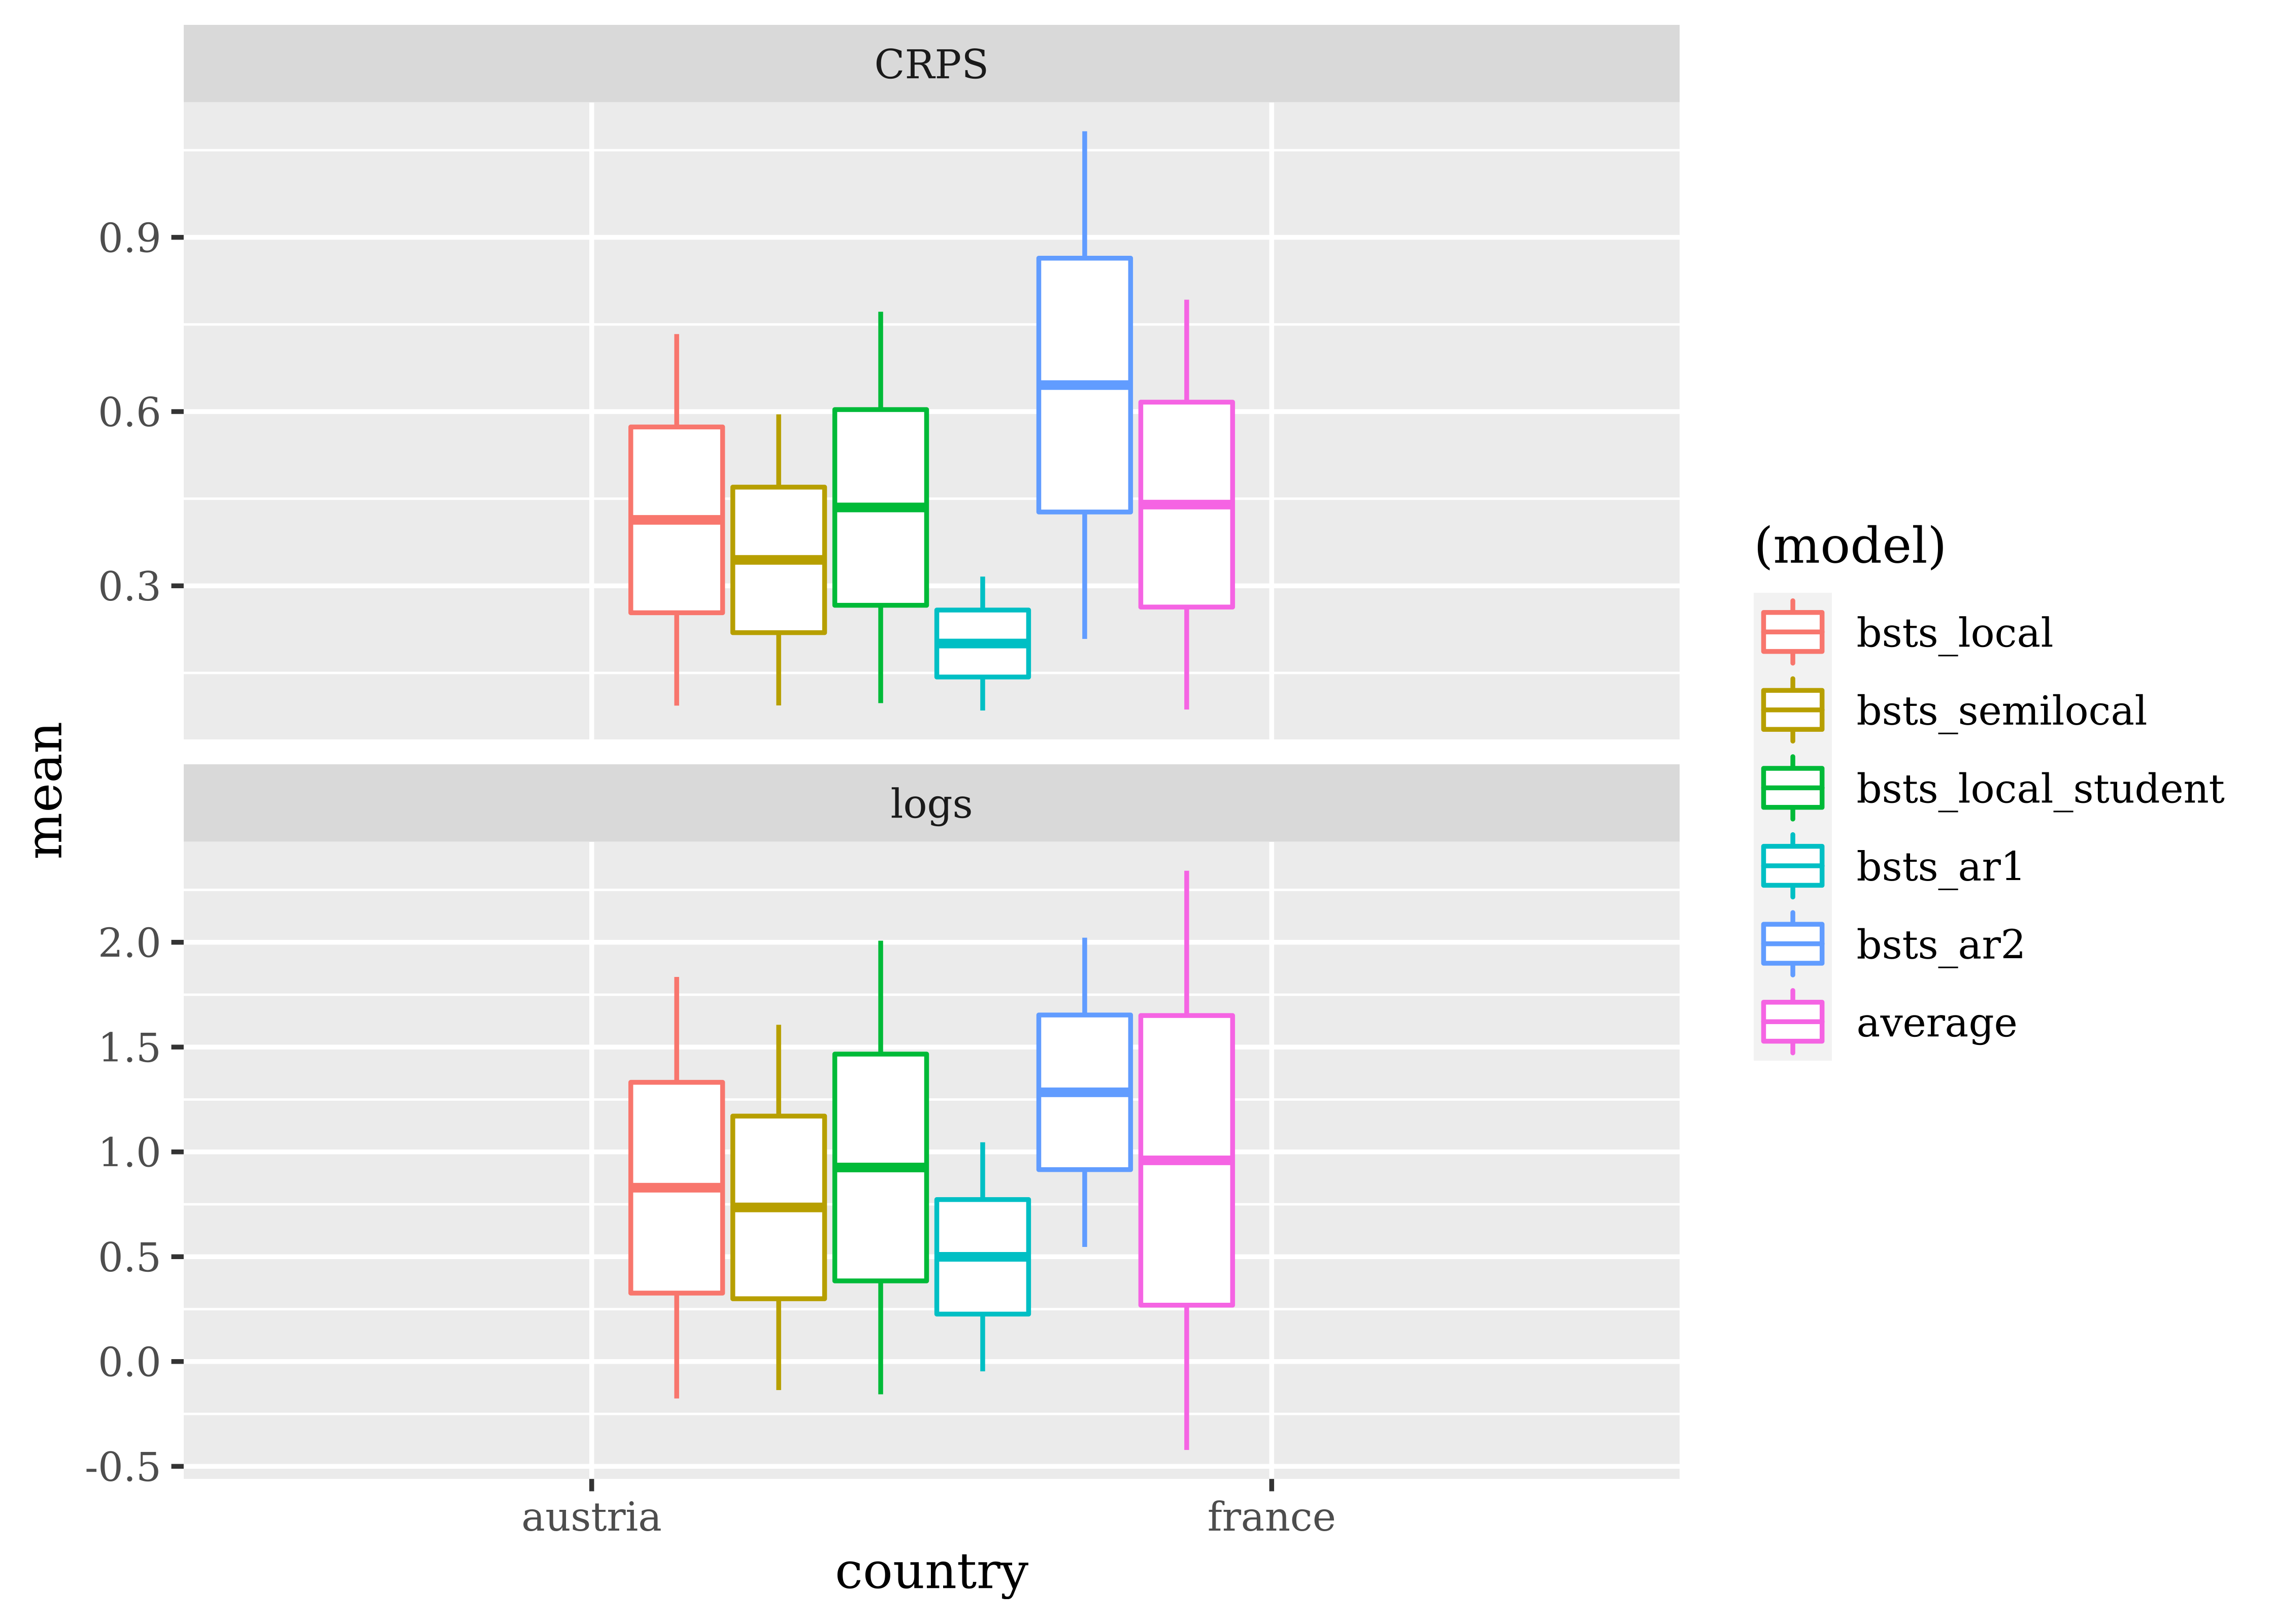 CRPS
0.9
0.6
0.3
mean
logs
2.0
1.5
1.0
0.5
0.0
-0.5
austria
france
country
(model)
bsts_local
bsts_semilocal
bsts_local_student
bsts_ar1
bsts_ar2
average